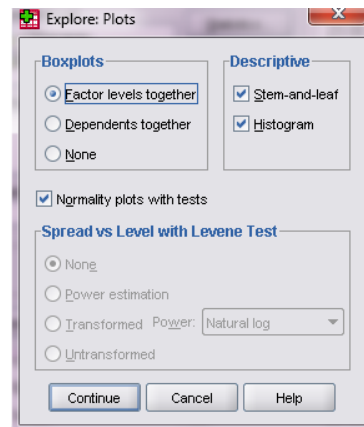 Explore: Plots
Boxplots
Factor levels together
Dependents together
None
Descriptive
Stem-and-leaf
Histogram
Normality plots with tests
Spread vs Level with Levene Test
None
Power estimation
Transformed Power: Natural log
Untransformed
Continue Cancel Help